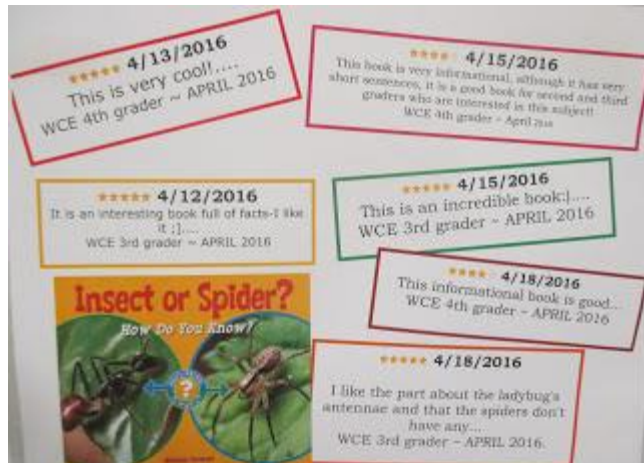 ★★★★★ 4/13/2016
This is very cool!....
WCE 4th grader ~ APRIL 2016
★★★★ 4/15/2016
This book is very informational, although it has very
short sentences, it is a good book for second and third
graders who are interested in this subject!
WCE 4th grader ~ April 2016
★★★★★ 4/12/2016
It is an interesting book full of facts-I like
it ;]....
WCE 3rd grader ~ APRIL 2016
★★★★★ 4/15/2016
This is an incredible book:]....
WCE 3rd grader ~ APRIL 2016
★★★★ 4/18/2016
This informational book is good...
WCE 4th grader ~ APRIL 2016
Insect or Spider?
How Do You Know?
?
★★★★★ 4/18/2016
I like the part about the ladybug's
antennae and that the spiders don't
have any...
WCE 3rd grader ~ APRIL 2016.